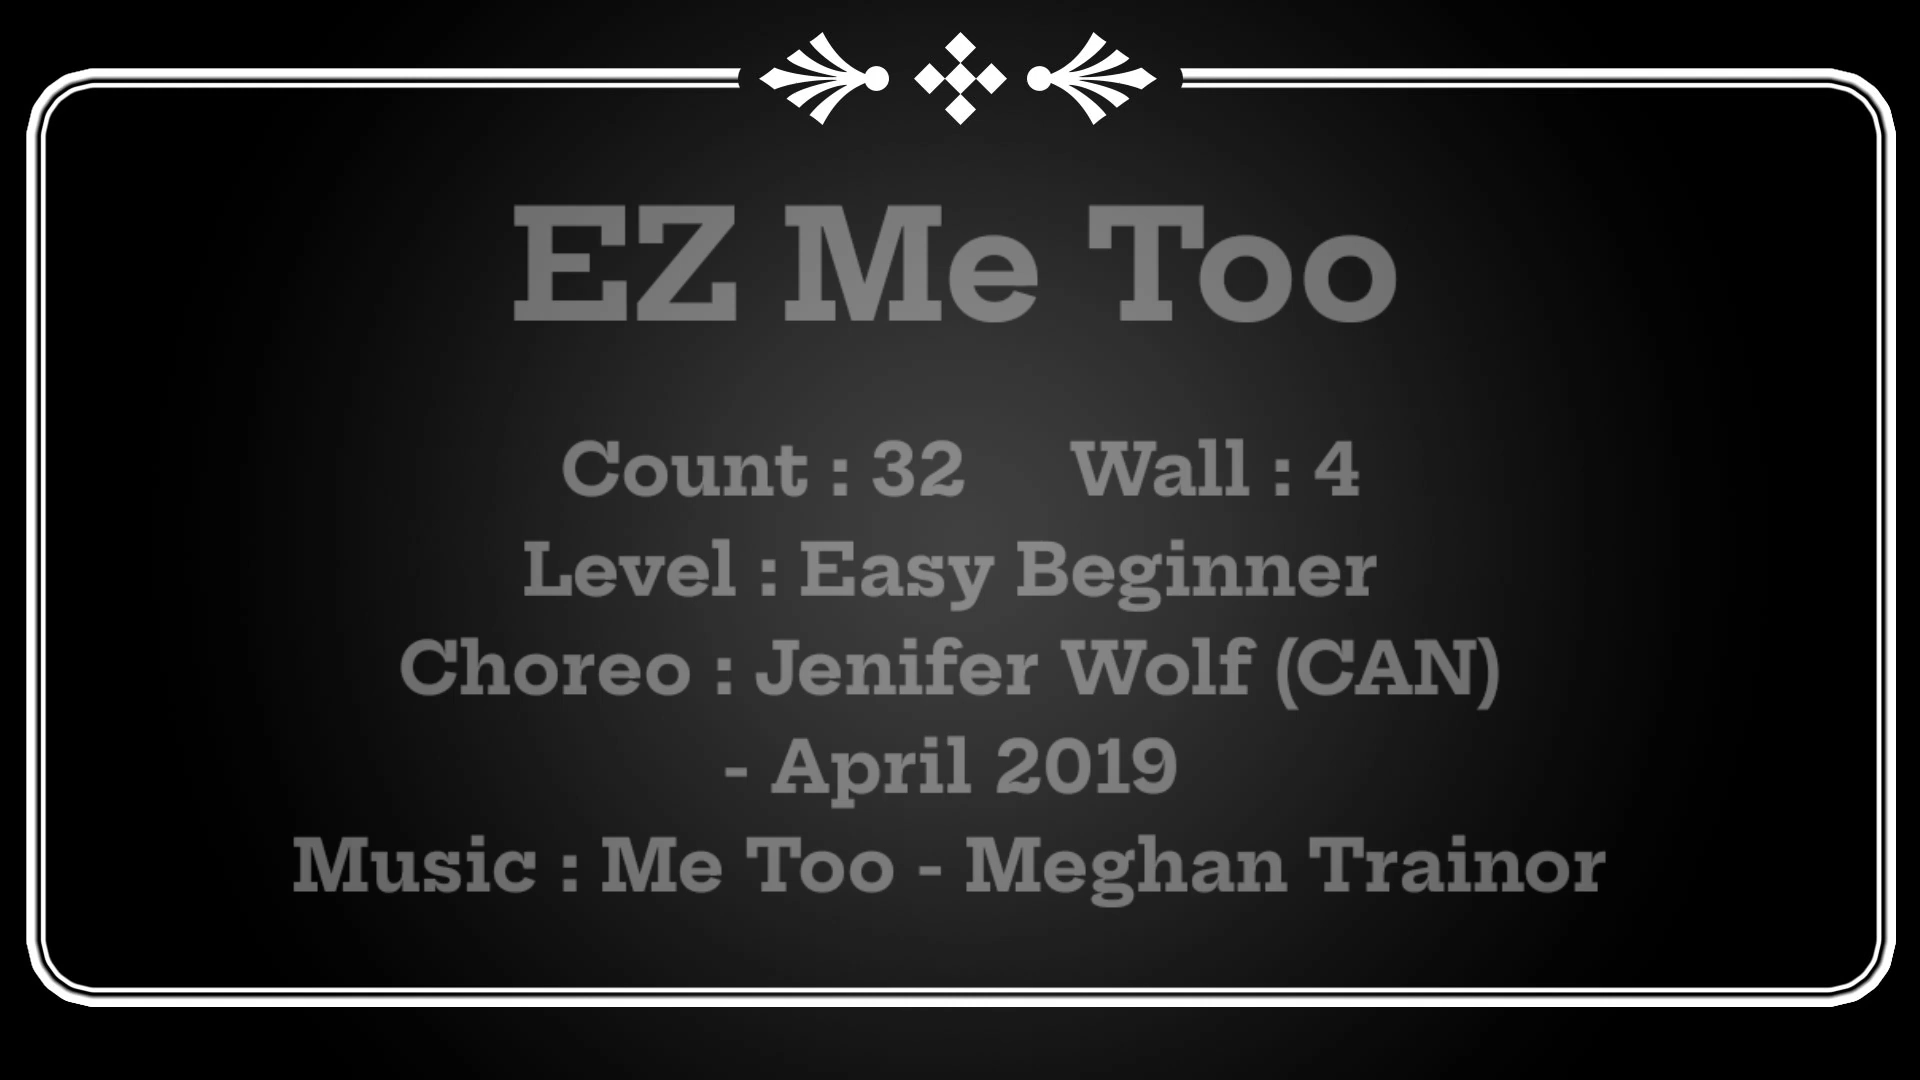 EZ Me Too
Count : 32 Wall : 4
Level : Easy Beginner
Choreo : Jenifer Wolf (CAN)
- April 2019
Music : Me Too - Meghan Trainor